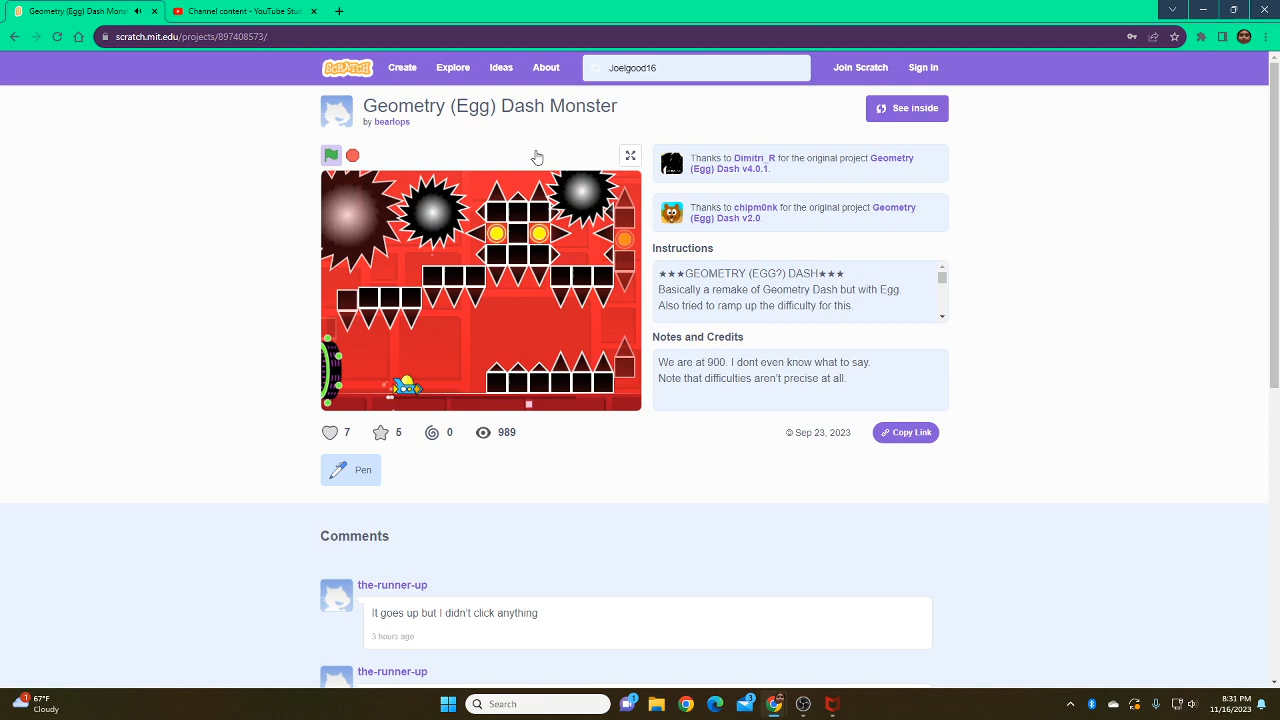 Geometry (Egg) Dash Monst
Channel content - YouTube Stu
scratch.mit.edu/projects/897408573/
SCRATCH
Create
Explore
Ideas
About
Joelgood16
Join Scratch
Sign in
Geometry (Egg) Dash Monster
by bearlops
See inside
Thanks to Dimitri_R for the original project Geometry
(Egg) Dash v4.0.1.
Thanks to chipm0nk for the original project Geometry
(Egg) Dash v2.0.
Instructions
★★★GEOMETRY (EGG?) DASH★★★
Basically a remake of Geometry Dash but with Egg.
Also tried to ramp up the difficulty for this.
Notes and Credits
We are at 900. I dont even know what to say.
Note that difficulties aren't precise at all.
7
5
0
989
© Sep 23, 2023
Copy Link
Pen
Comments
the-runner-up
It goes up but I didn't click anything
3 hours ago
the-runner-up
1
67°F
Cloudy
Search
1
3
8:31 PM
11/16/2023